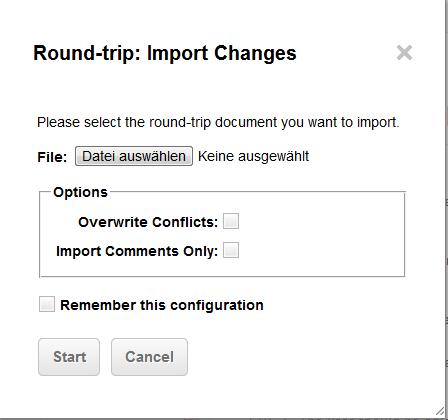 Round-trip: Import Changes
Please select the round-trip document you want to import.
File: Datei auswählen Keine ausgewählt
Options
Overwrite Conflicts:
Import Comments Only:
Remember this configuration
Start Cancel